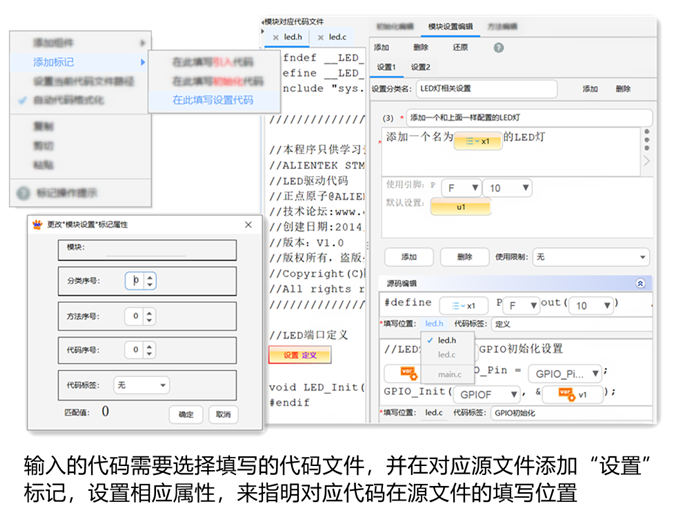 添加组件
添加标记
设置当前代码文件路径
自动代码格式化
复制
剪切
粘贴
标记操作提示
在此填写引入代码
在此填写初始化代码
在此填写设置代码
更改"模块设置"标记属性
模块：
分类序号： 0
方法序号： 0
代码序号： 0
代码标签： 无
匹配值： ()
确定 取消
模块对应代码文件
led.h led.c
fndef __LED_
efine __LED_
nclude "sys.
//本程序只供学习
//ALIENTEK STM
//LED驱动代码
//正点原子@ALIEN
//技术论坛:www.
//创建日期:2014
//版本：V1.0
//版权所有，盗版
//Copyright(C)
//All rights r
//LED端口定义
设置 定义
void LED_Init(
#endif
初始化编辑 模块设置编辑 方法编辑
添加 删除 还原
设置1 设置2
设置分类名： LED灯相关设置 添加 删除
(3) * 添加一个和上面一样配置的LED灯
添加一个名为 x1 的LED灯
使用引脚：P F 10
默认设置： u1
添加 删除 使用限制： 无
源码编辑
#define x1 P F out( 10 )
*填写位置： led.h 代码标签： 定义
led.h
led.c
main.c
//LED GPIO初始化设置
var O_Pin = GPIO_Pi... ;
GPIO_Init( GPIOF , & var v1 );
*填写位置： led.c 代码标签： GPIO初始化
输入的代码需要选择填写的代码文件，并在对应源文件添加“设置”
标记，设置相应属性，来指明对应代码在源文件的填写位置